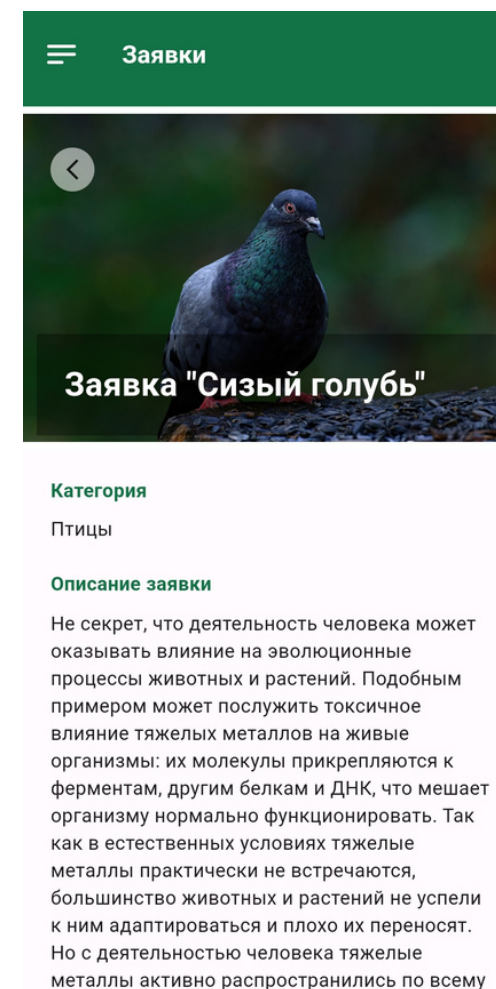 Заявки
Заявка "Сизый голубь"
Категория
Птицы
Описание заявки
Не секрет, что деятельность человека может
оказывать влияние на эволюционные
процессы животных и растений. Подобным
примером может послужить токсичное
влияние тяжелых металлов на живые
организмы: их молекулы прикрепляются к
ферментам, другим белкам и ДНК, что мешает
организму нормально функционировать. Так
как в естественных условиях тяжелые
металлы практически не встречаются,
большинство животных и растений не успели
к ним адаптироваться и плохо их переносят.
Но с деятельностью человека тяжелые
металлы активно распространились по всему